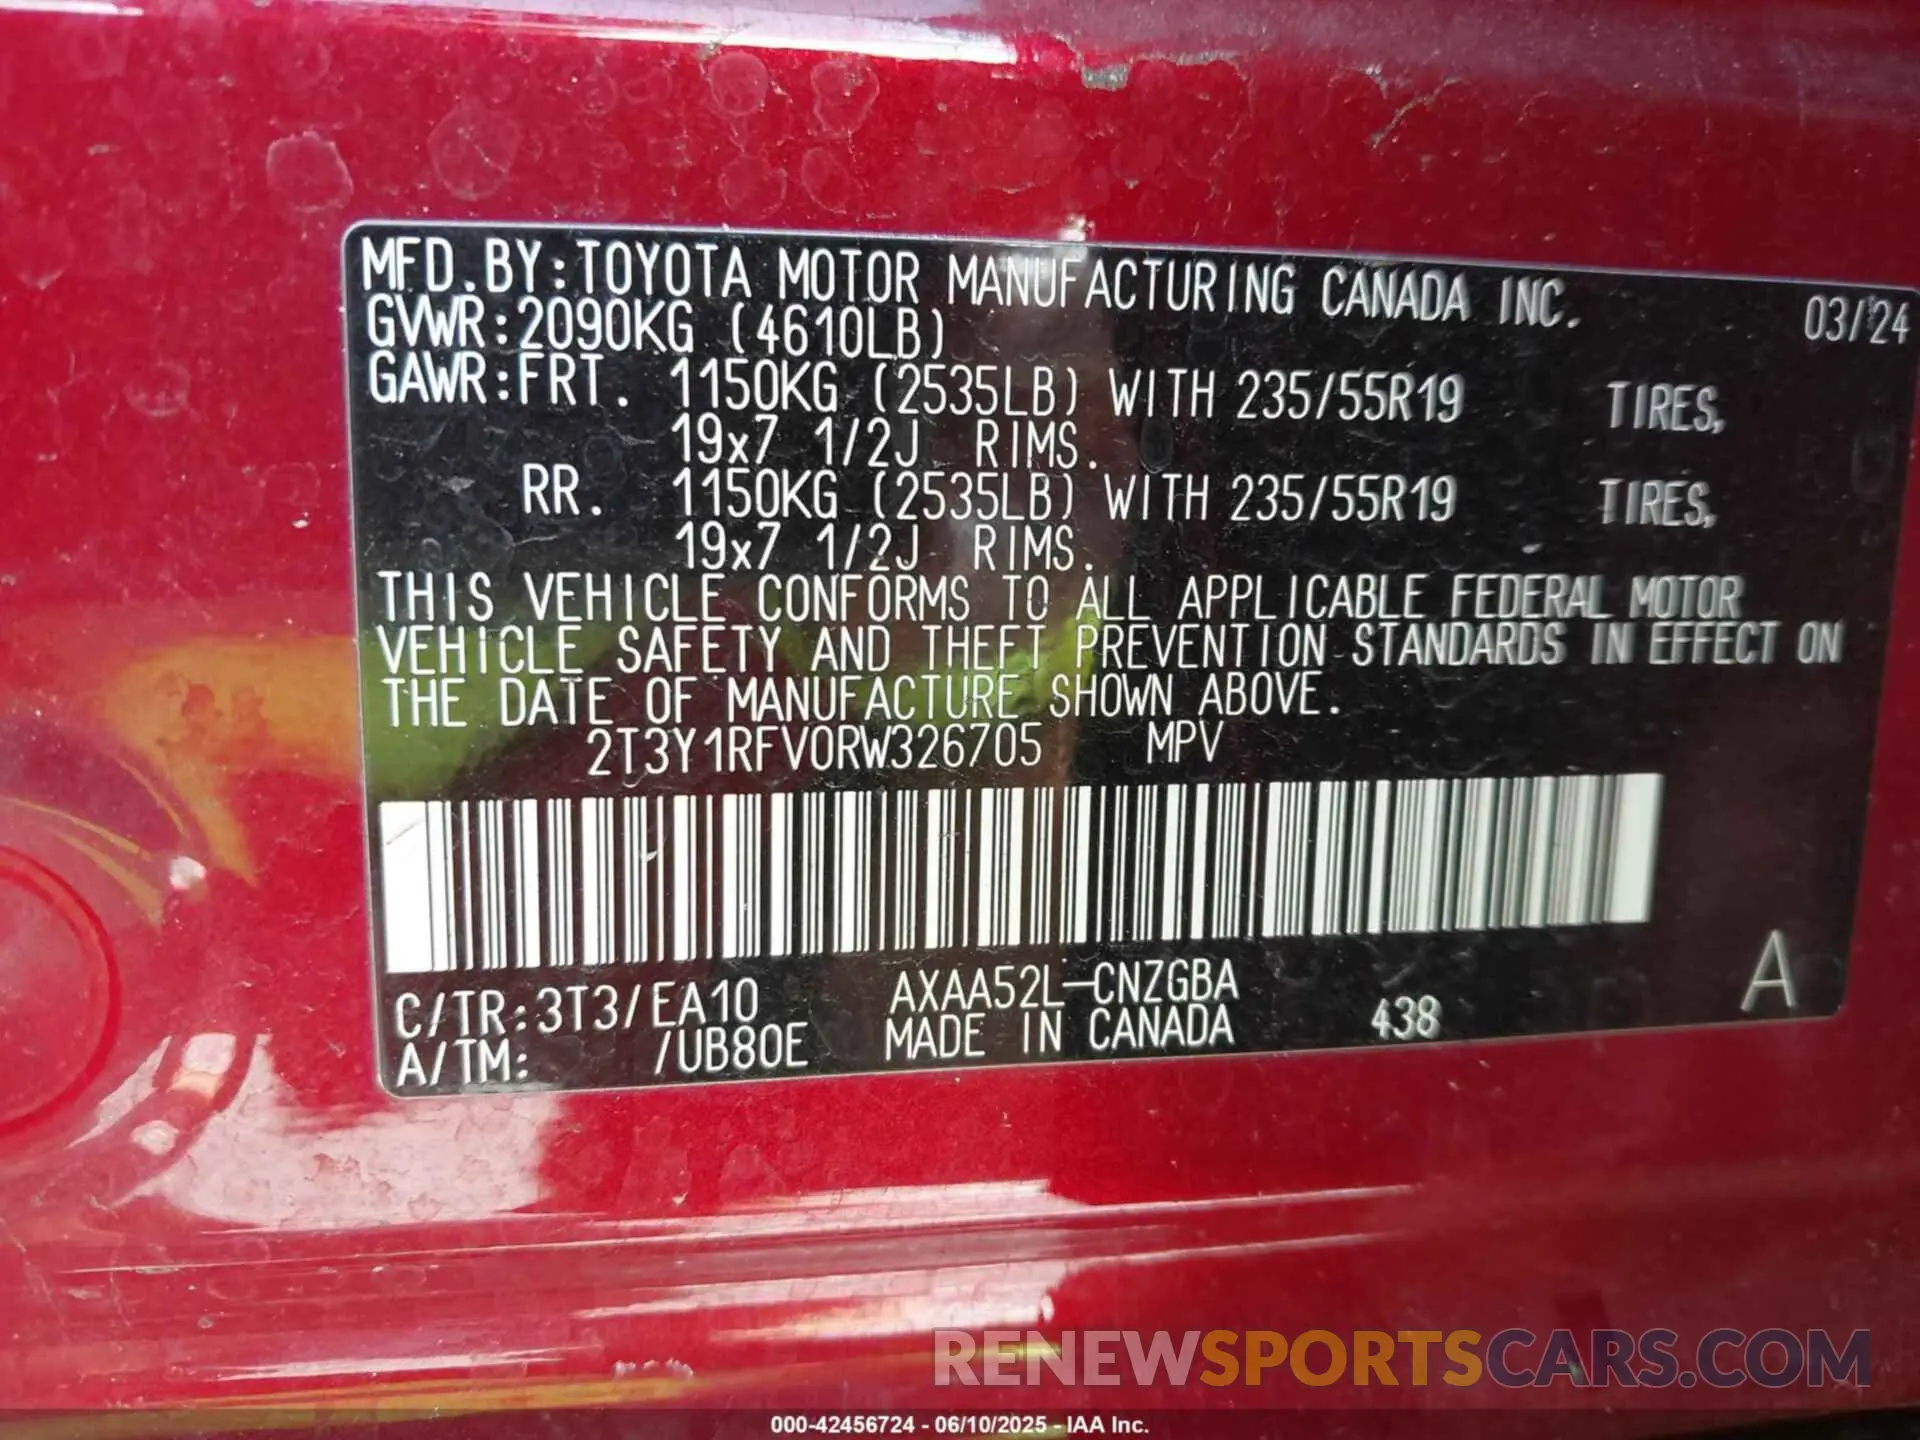 MFD.BY:TOYOTA MOTOR MANUFACTURING CANADA INC. 03/24
GVWR:2090KG (4610LB)
GAWR:FRT. 1150KG (2535LB) WITH 235/55R19 TIRES,
19x7 1/2J RIMS.
RR. 1150KG (2535LB) WITH 235/55R19 TIRES,
19x7 1/2J RIMS.
THIS VEHICLE CONFORMS TO ALL APPLICABLE FEDERAL MOTOR
VEHICLE SAFETY AND THEFT PREVENTION STANDARDS IN EFFECT ON
THE DATE OF MANUFACTURE SHOWN ABOVE.
2T3Y1RFV0RW326705 MPV
C/TR:3T3/EA10 AXAA52L-CNZGBA
A/TM: /UB80E MADE IN CANADA 438 A
RENEWSPORTSCARS.COM
000-42456724 - 06/10/2025 - IAA Inc.